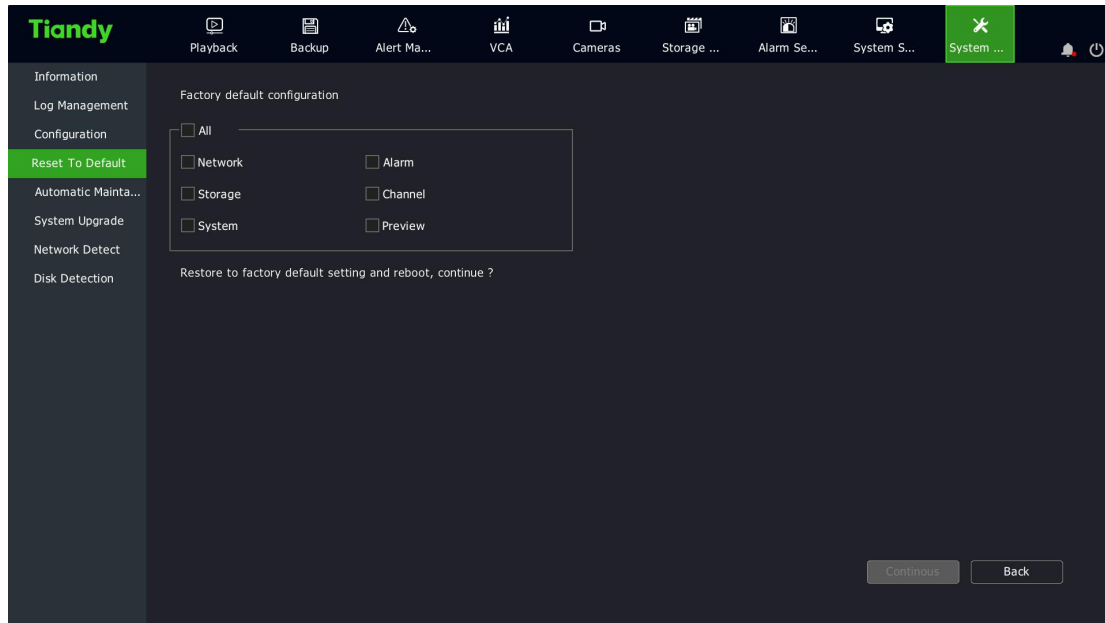 Tiandy
Playback Backup Alert Ma... VCA Cameras Storage ... Alarm Se... System S... System ...
Information
Log Management
Configuration
Reset To Default
Automatic Mainta...
System Upgrade
Network Detect
Disk Detection
Factory default configuration
All
Network Alarm
Storage Channel
System Preview
Restore to factory default setting and reboot, continue ?
Continous Back